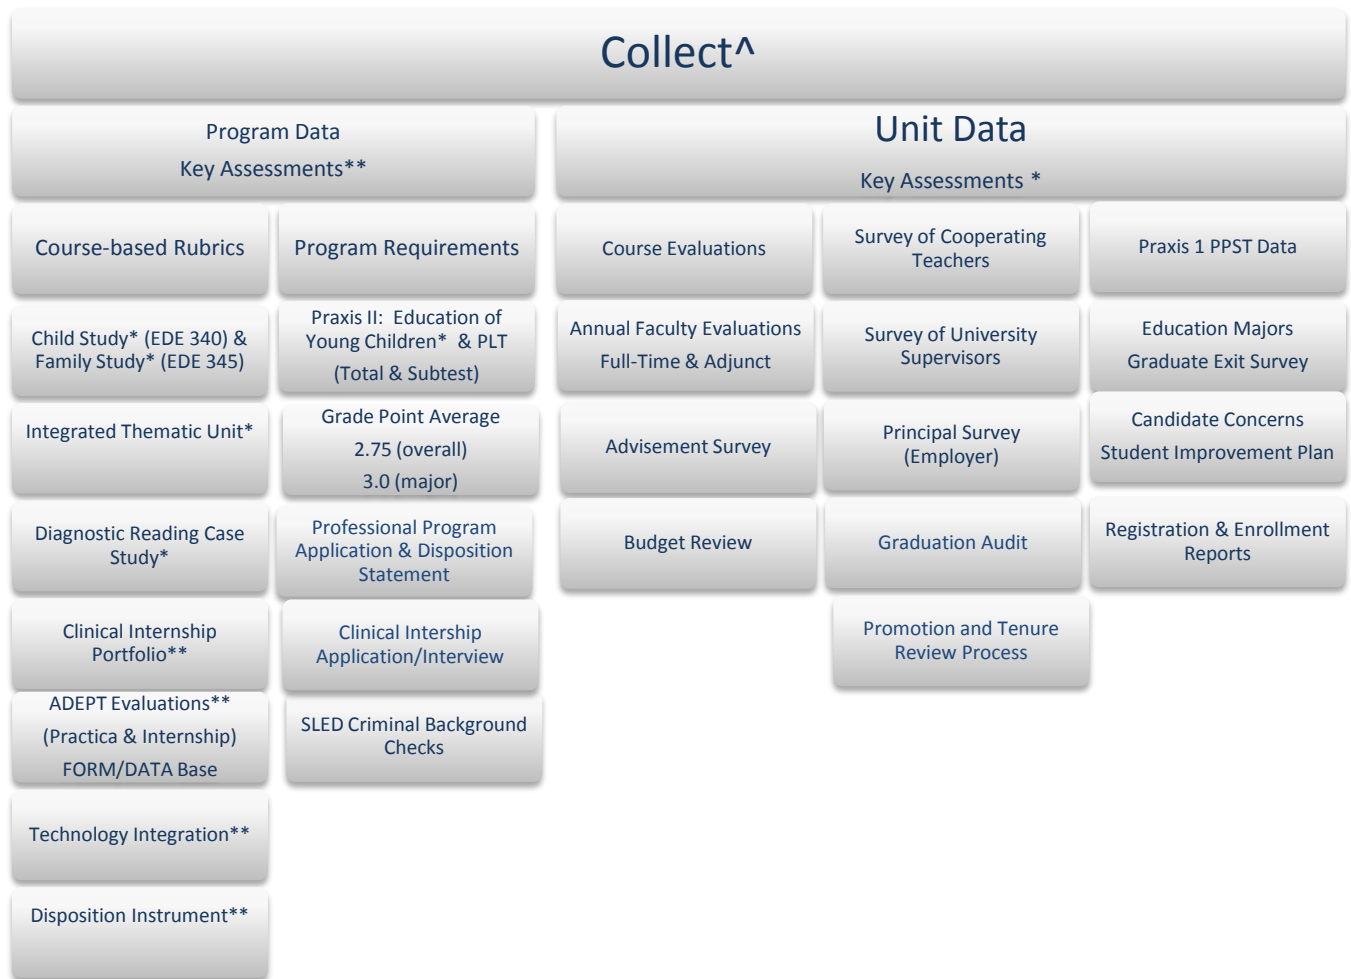 Collect^
Program Data
Key Assessments**
Unit Data
Key Assessments *
Course-based Rubrics
Child Study* (EDE 340) &
Family Study* (EDE 345)
Integrated Thematic Unit*
Diagnostic Reading Case
Study*
Clinical Internship
Portfolio**
ADEPT Evaluations**
(Practica & Internship)
FORM/DATA Base
Technology Integration**
Disposition Instrument**
Program Requirements
Praxis II: Education of
Young Children* & PLT
(Total & Subtest)
Grade Point Average
2.75 (overall)
3.0 (major)
Professional Program
Application & Disposition
Statement
Clinical Intership
Application/Interview
SLED Criminal Background
Checks
Course Evaluations
Annual Faculty Evaluations
Full-Time & Adjunct
Advisement Survey
Budget Review
Survey of Cooperating
Teachers
Survey of University
Supervisors
Principal Survey
(Employer)
Graduation Audit
Promotion and Tenure
Review Process
Praxis 1 PPST Data
Education Majors
Graduate Exit Survey
Candidate Concerns
Student Improvement Plan
Registration & Enrollment
Reports